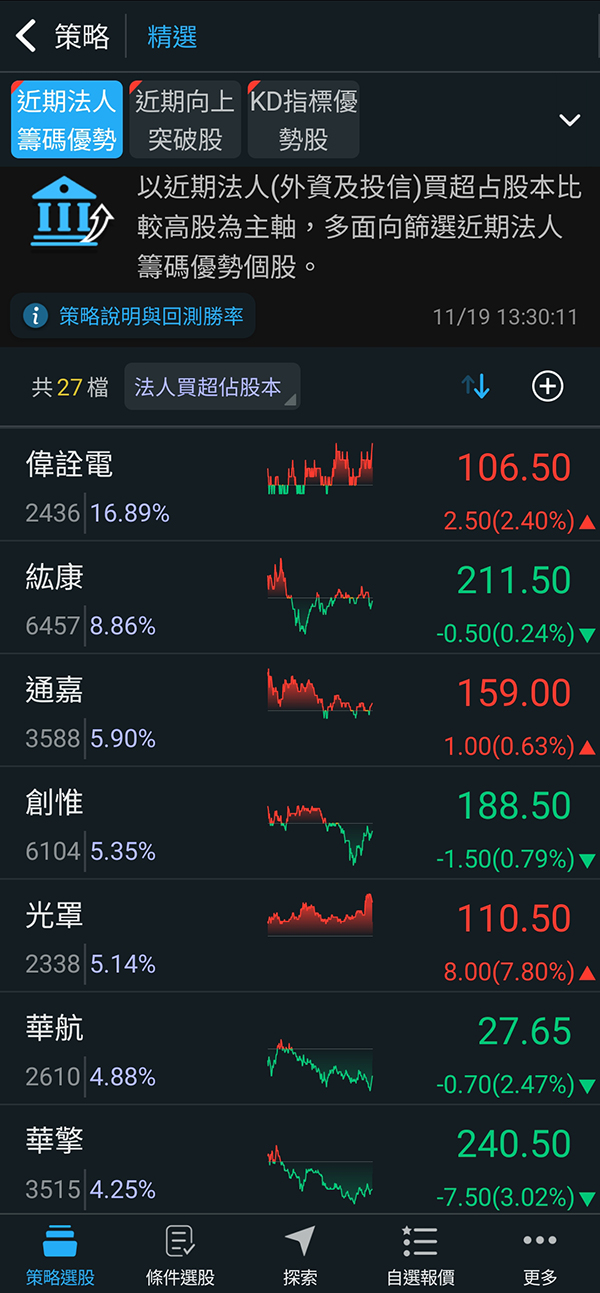 策略 精選
近期法人 近期向上 KD指標優
籌碼優勢 突破股 勢股
以近期法人(外資及投信)買超占股本比
較高股為主軸，多面向篩選近期法人
籌碼優勢個股。
策略說明與回測勝率 11/19 13:30:11
共27檔 法人買超佔股本
偉詮電 106.50
2436 16.89% 2.50(2.40%)▲
紘康 211.50
6457 8.86% -0.50(0.24%)▼
通嘉 159.00
3588 5.90% 1.00(0.63%)▲
創惟 188.50
6104 5.35% -1.50(0.79%)▼
光罩 110.50
2338 5.14% 8.00(7.80%)▲
華航 27.65
2610 4.88% -0.70(2.47%)▼
華擎 240.50
3515 4.25% -7.50(3.02%)▼
策略選股 條件選股 探索 自選報價 更多